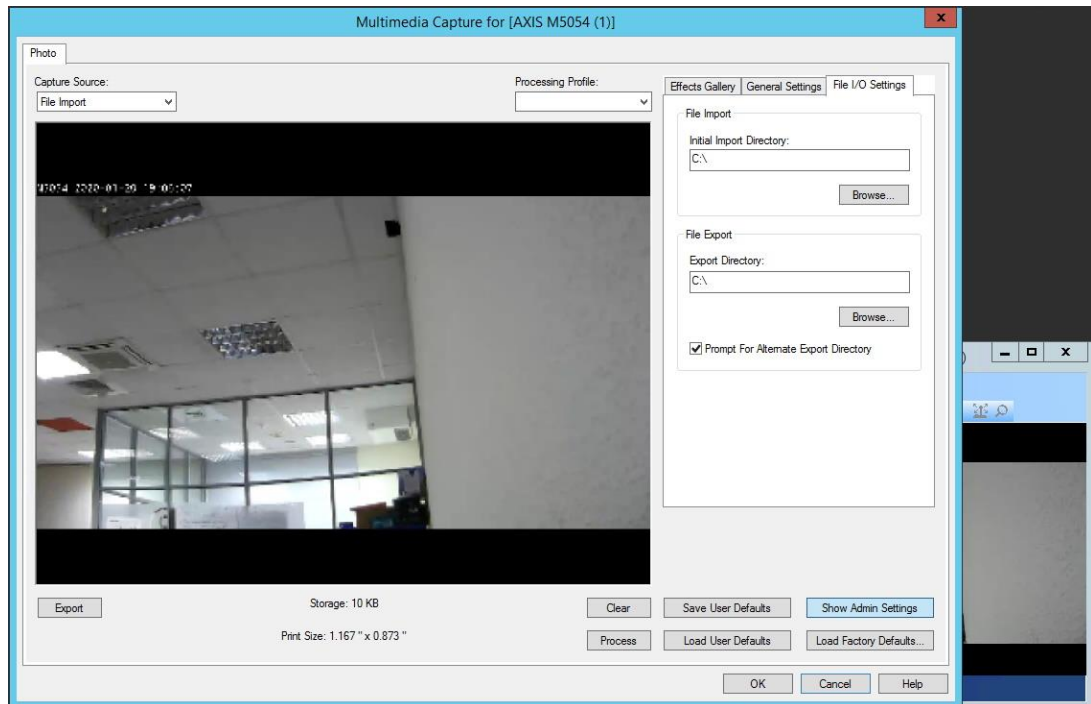 Multimedia Capture for [AXIS M5054 (1)]
x
Photo
Capture Source:
File Import
Processing Profile:
Effects Gallery
General Settings
File I/O Settings
File Import
Initial Import Directory:
C:\
Browse...
File Export
Export Directory:
C:\
Browse...
Prompt For Alternate Export Directory
Export
Storage: 10 KB
Print Size: 1.167 " x 0.873 "
Clear
Process
Save User Defaults
Show Admin Settings
Load User Defaults
Load Factory Defaults...
OK
Cancel
Help